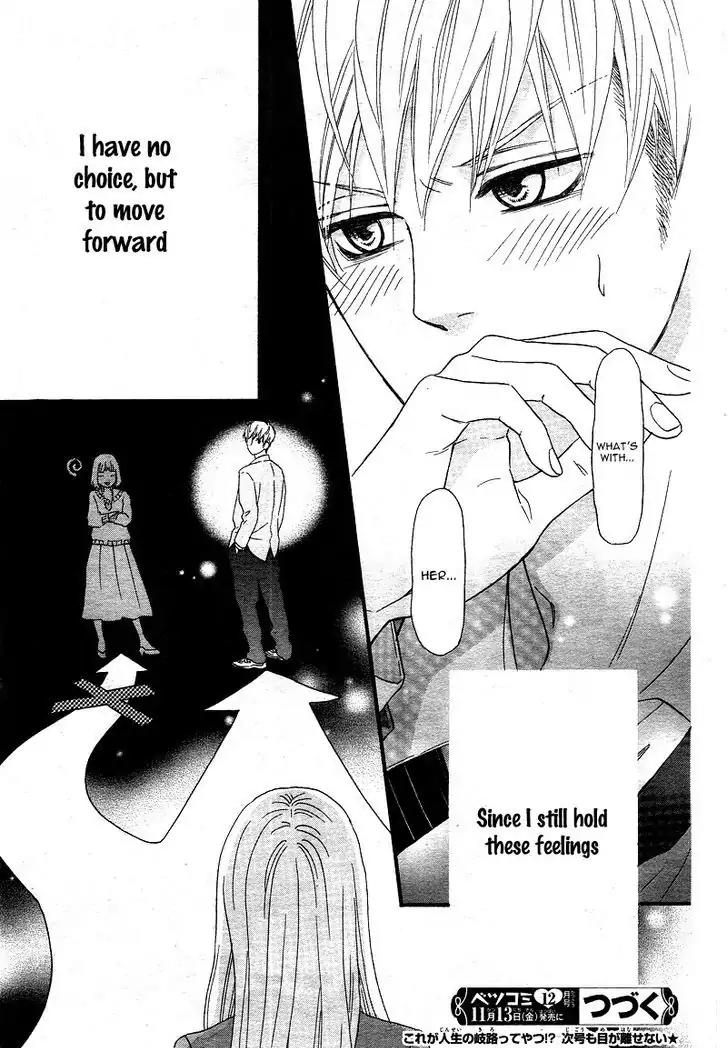 WHAT'S
WITH...
HER...
Since I still hold
these feelings
I have no
choice, but
to move
forward
ベツコミ12月号
11月13日(金)発売に
つづく
これが人生の岐路ってやつ!? 次号も目が離せない★